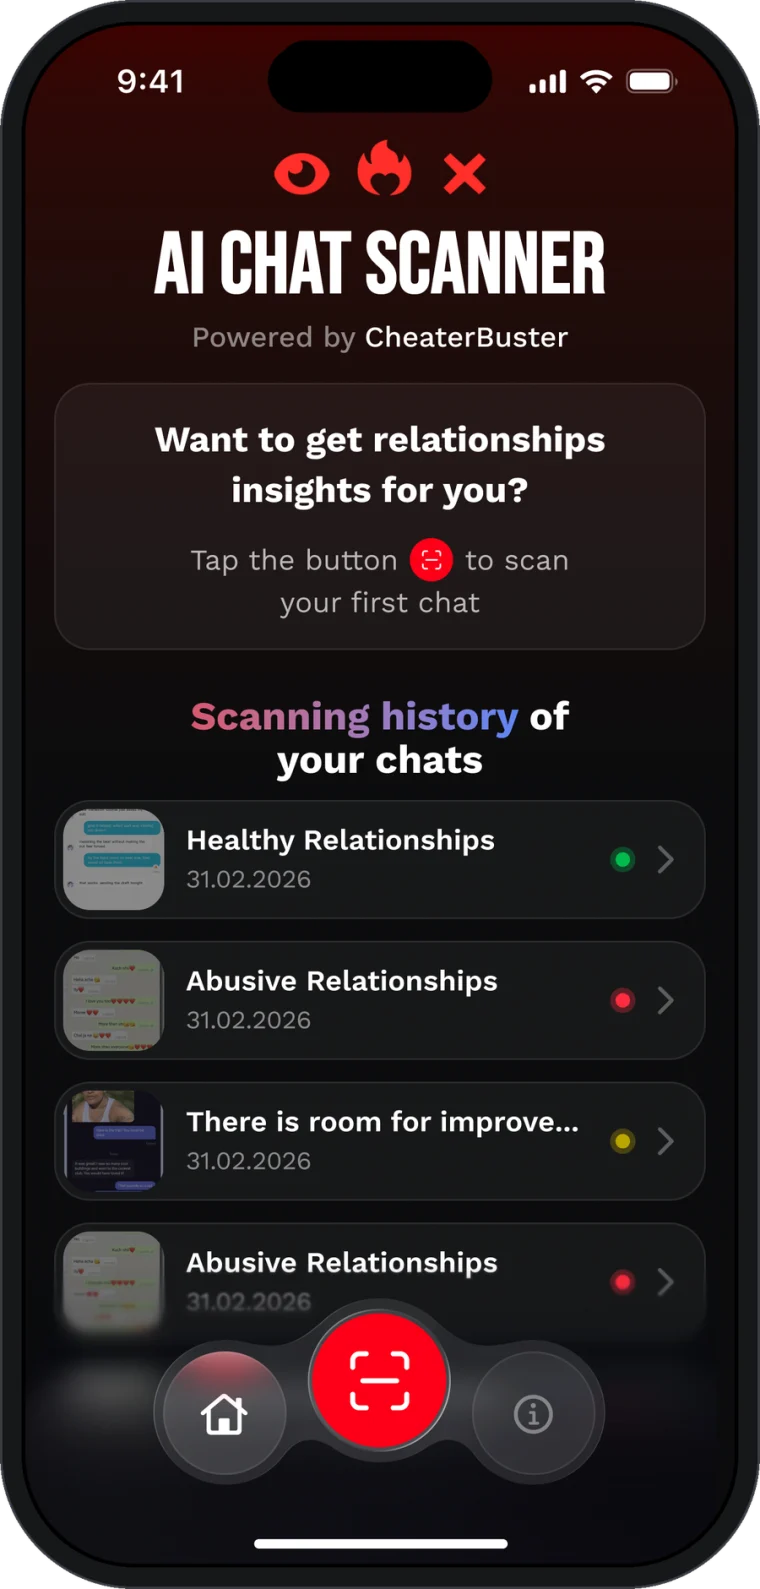 9:41
AI CHAT SCANNER
Powered by CheaterBuster
Want to get relationships
insights for you?
Tap the button to scan
your first chat
Scanning history of
your chats
Healthy Relationships
31.02.2026
Abusive Relationships
31.02.2026
There is room for improve...
31.02.2026
Abusive Relationships
31.02.2026